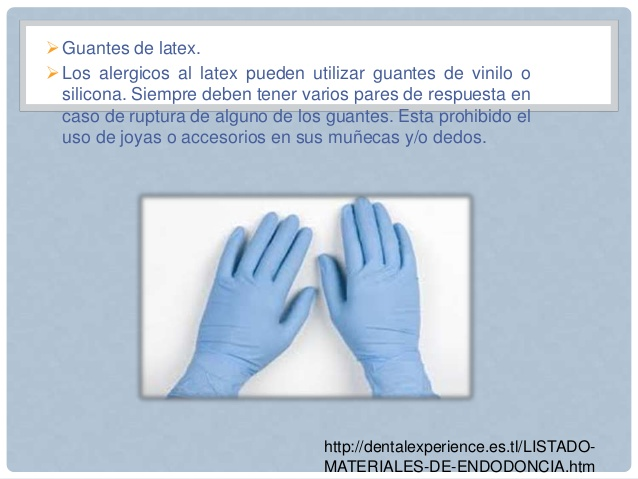 Guantes de latex.
Los alergicos al latex pueden utilizar guantes de vinilo o
silicona. Siempre deben tener varios pares de respuesta en
caso de ruptura de alguno de los guantes. Esta prohibido el
uso de joyas o accesorios en sus muñecas y/o dedos.
http://dentalexperience.es.tl/LISTADO-
MATERIALES-DE-ENDODONCIA.htm